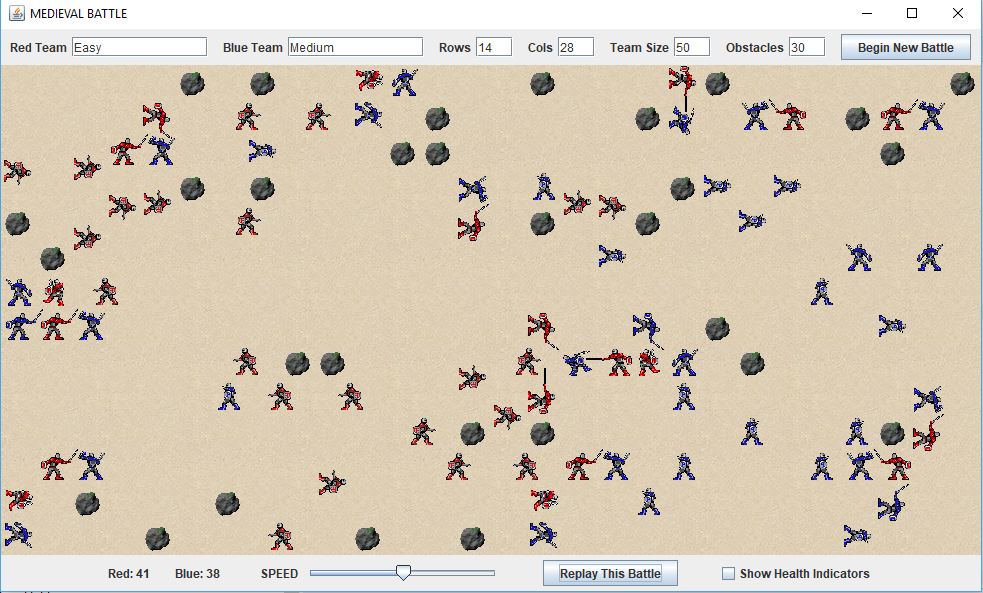 MEDIEVAL BATTLE
Red Team Easy Blue Team Medium Rows 14 Cols 28 Team Size 50 Obstacles 30 Begin New Battle
Red: 41 Blue: 38 SPEED Replay This Battle Show Health Indicators